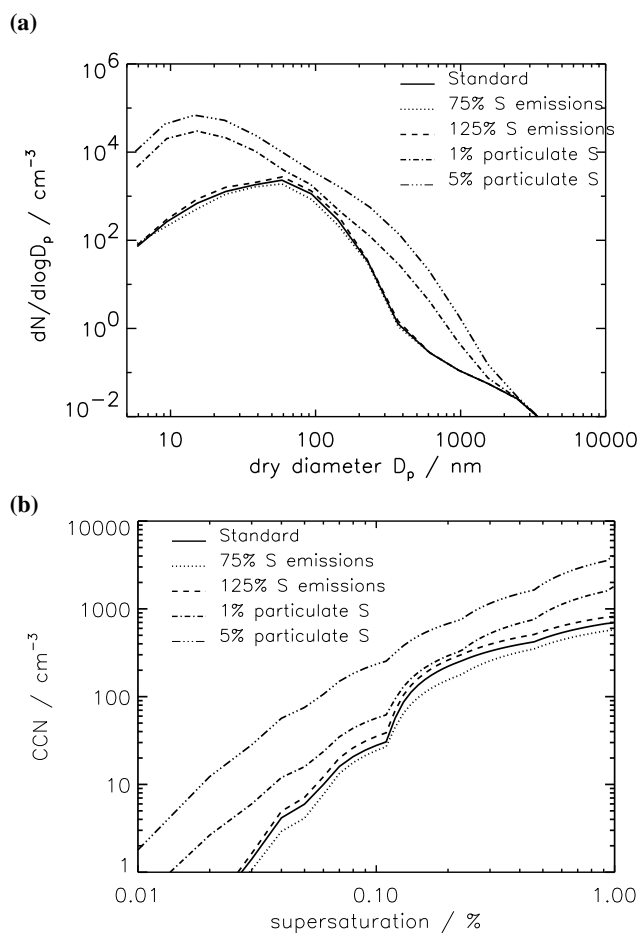 (a)
10^6
10^4
10^2
10^0
10^-2
dN/dlogD_p / cm^-3
Standard
75% S emissions
125% S emissions
1% particulate S
5% particulate S
10
100
1000
10000
dry diameter D_p / nm
(b)
10000
1000
100
10
1
CCN / cm^-3
Standard
75% S emissions
125% S emissions
1% particulate S
5% particulate S
0.01
0.10
1.00
supersaturation / %